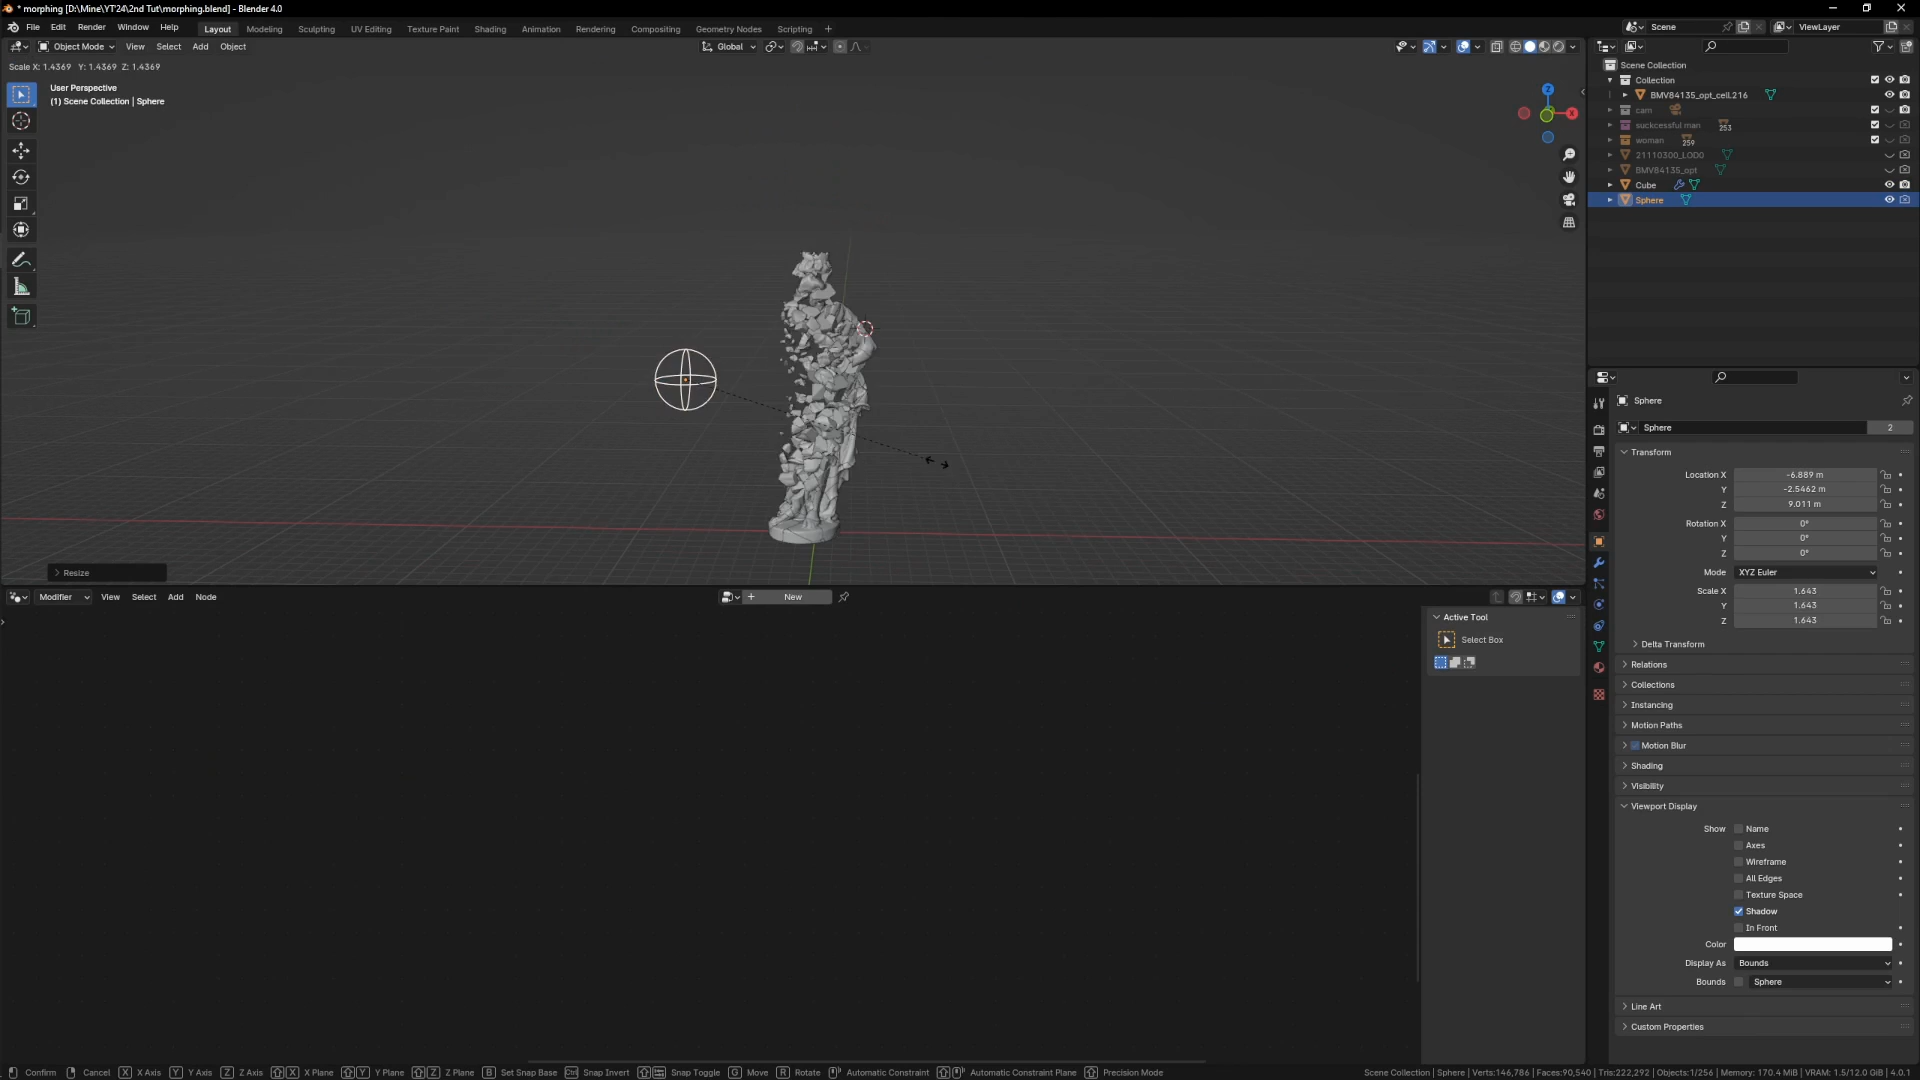 * morphing [D:\Mine\YT'24\2nd Tut\morphing.blend] - Blender 4.0
File Edit Render Window Help Layout Modeling Sculpting UV Editing Texture Paint Shading Animation Rendering Compositing Geometry Nodes Scripting + Scene ViewLayer
Object Mode View Select Add Object Global
Scale X: 1.4369 Y: 1.4369 Z: 1.4369
User Perspective
(1) Scene Collection | Sphere
Z
X
Scene Collection
Collection
BMV84135_opt_cell.216
cam
suckcessful man 253
woman 259
21110300_LOD0
BMV84135_opt
Cube
Sphere
Resize
Modifier View Select Add Node + New
Active Tool
Select Box
Sphere
Sphere 2
Transform
Location X -6.889 m
Y -2.5462 m
Z 9.011 m
Rotation X 0°
Y 0°
Z 0°
Mode XYZ Euler
Scale X 1.643
Y 1.643
Z 1.643
Delta Transform
Relations
Collections
Instancing
Motion Paths
Motion Blur
Shading
Visibility
Viewport Display
Show Name
Axes
Wireframe
All Edges
Texture Space
Shadow
In Front
Color
Display As Bounds
Bounds Sphere
Line Art
Custom Properties
Confirm Cancel X X Axis Y Y Axis Z Z Axis X X Plane Y Y Plane Z Z Plane B Set Snap Base Ctrl Snap Invert Snap Toggle G Move R Rotate Automatic Constraint Automatic Constraint Plane Precision Mode Scene Collection | Sphere | Verts:146,786 | Faces:90,540 | Tris:222,292 | Objects:1/256 | Memory: 170.4 MiB | VRAM: 1.5/12.0 GiB | 4.0.1